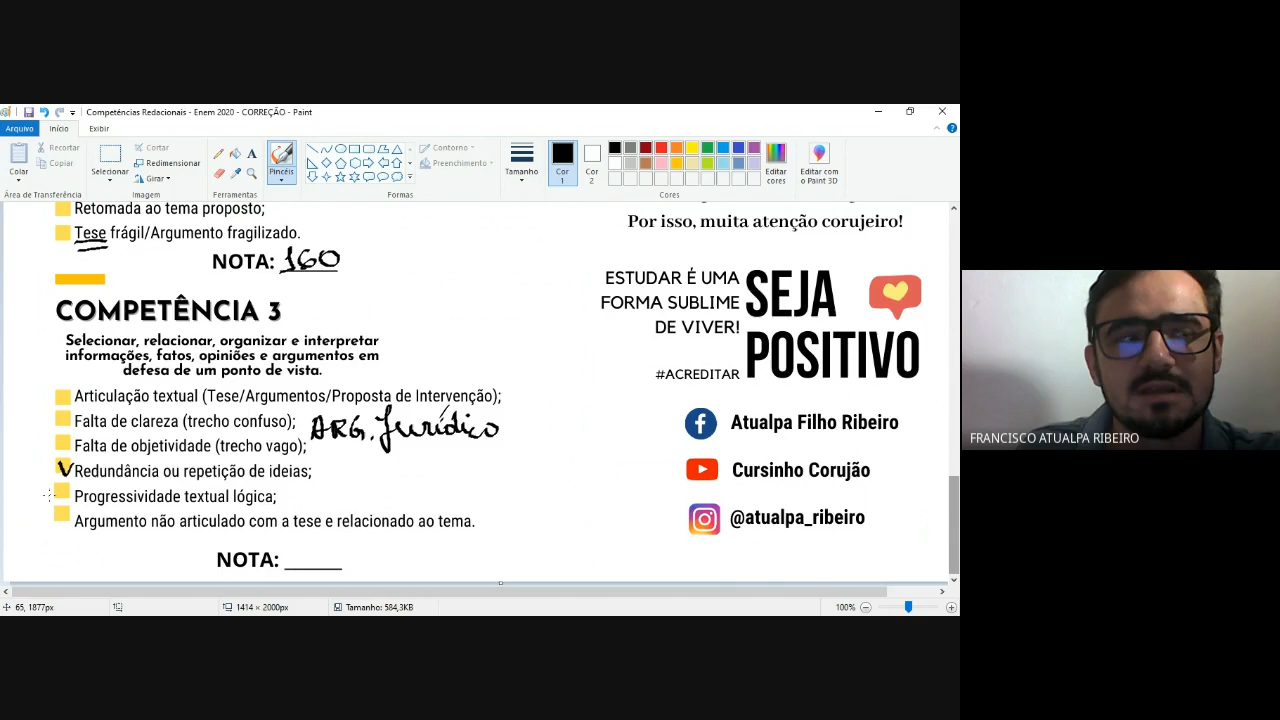 Competências Redacionais - Enem 2020 - CORREÇÃO - Paint
Arquivo Início Exibir
Colar
Recortar
Copiar
Área de Transferência
Selecionar
Redimensionar
Girar
Imagem
Ferramentas
Pincéis
Contorno
Preenchimento
Formas
Tamanho
Cor 1
Cor 2
Editar cores
Cores
Editar com o Paint 3D
Retomada ao tema proposto;
Tese frágil/Argumento fragilizado.
NOTA: 160
COMPETÊNCIA 3
Selecionar, relacionar, organizar e interpretar
informações, fatos, opiniões e argumentos em
defesa de um ponto de vista.
Articulação textual (Tese/Argumentos/Proposta de Intervenção);
Falta de clareza (trecho confuso); ARG. Jurídico
Falta de objetividade (trecho vago);
V Redundância ou repetição de ideias;
Progressividade textual lógica;
Argumento não articulado com a tese e relacionado ao tema.
NOTA: ______
Por isso, muita atenção corujeiro!
ESTUDAR É UMA
FORMA SUBLIME
DE VIVER!
#ACREDITAR
SEJA
POSITIVO
Atualpa Filho Ribeiro
Cursinho Corujão
@atualpa_ribeiro
65, 1877px
1414 × 2000px
Tamanho: 584,3KB
100%
FRANCISCO ATUALPA RIBEIRO